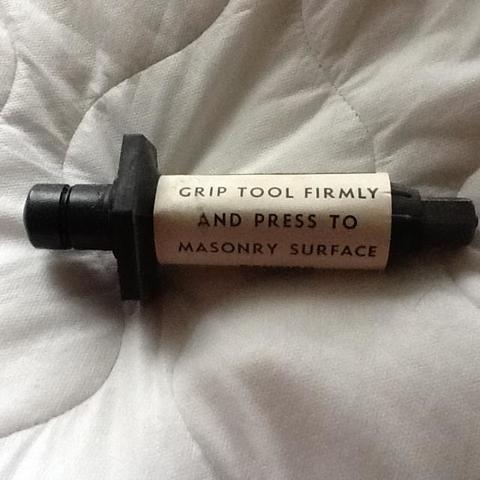 GRIP TOOL FIRMLY
AND PRESS TO
MASONRY SURFACE